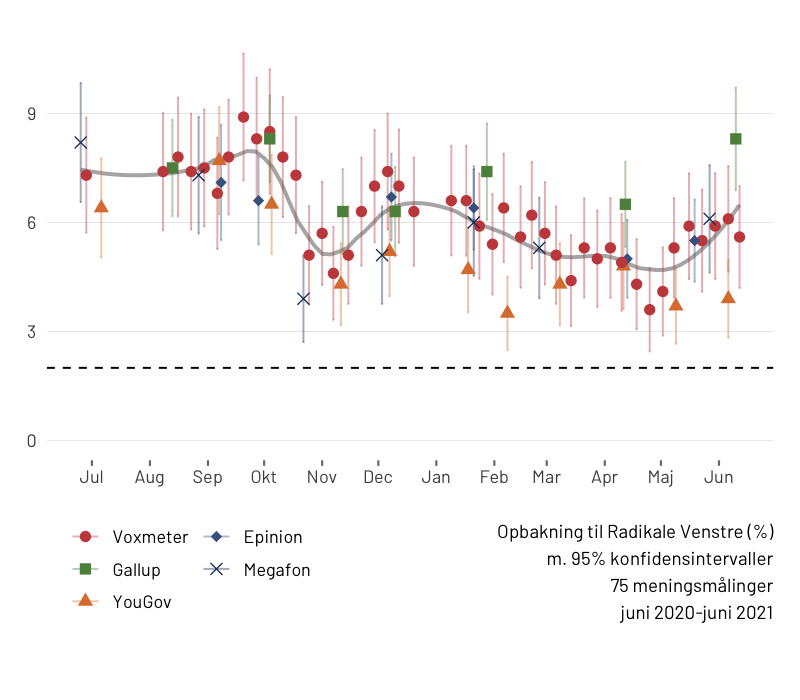 9
6
3
0
Jul Aug Sep Okt Nov Dec Jan Feb Mar Apr Maj Jun
Voxmeter Epinion
Gallup Megafon
YouGov
Opbakning til Radikale Venstre (%)
m. 95% konfidensintervaller
75 meningsmålinger
juni 2020-juni 2021